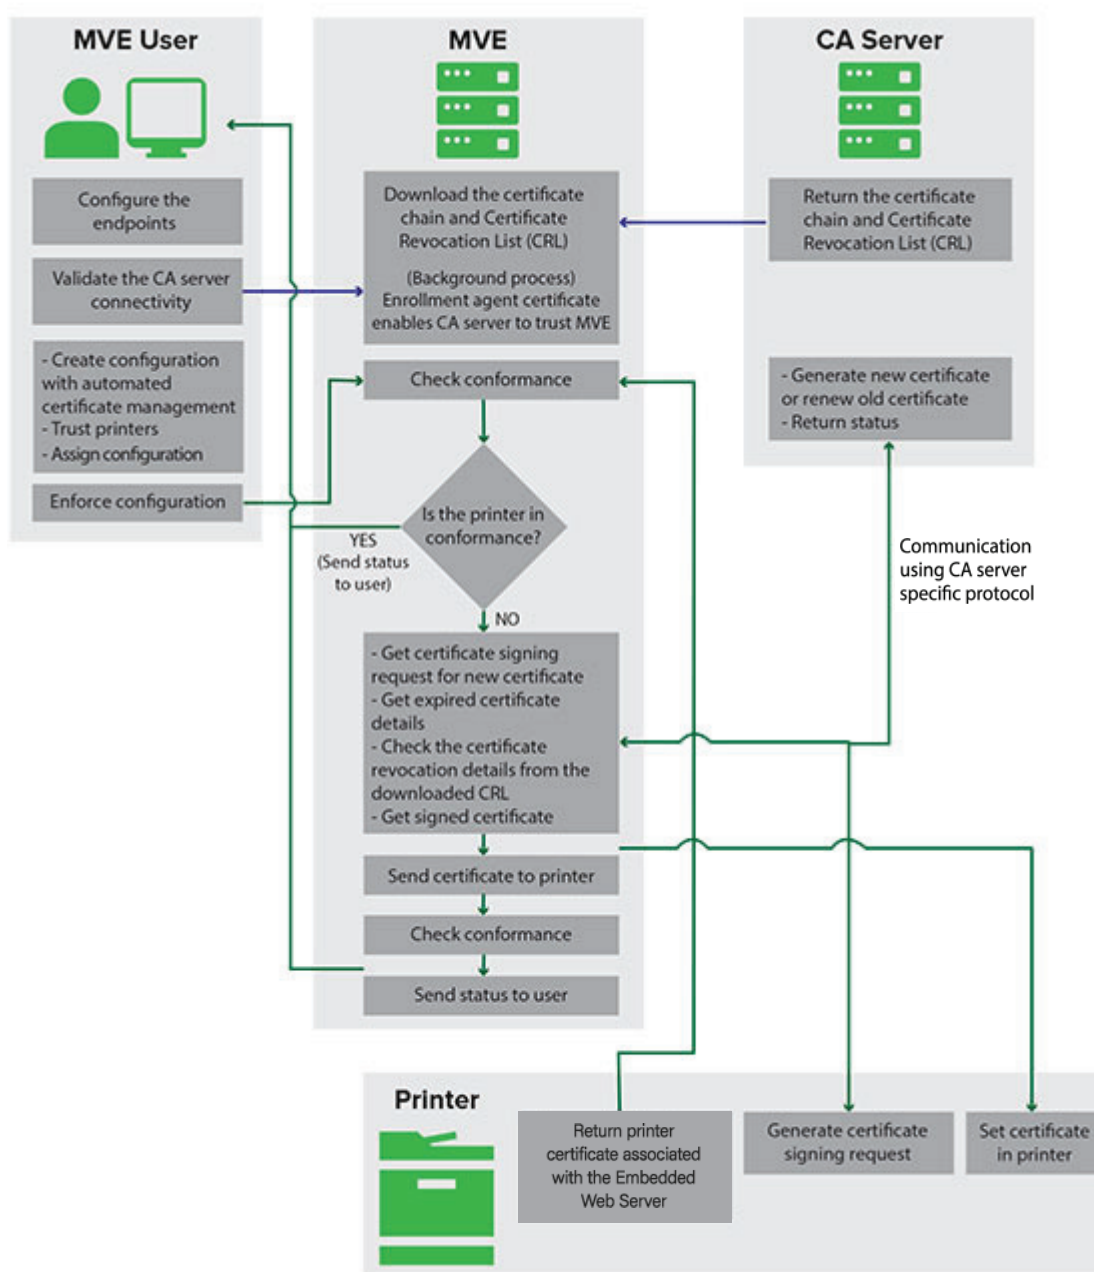 MVE User
Configure the
endpoints
Validate the CA server
connectivity
- Create configuration
with automated
certificate management
- Trust printers
- Assign configuration
Enforce configuration
MVE
Download the certificate
chain and Certificate
Revocation List (CRL)
(Background process)
Enrollment agent certificate
enables CA server to trust MVE
Check conformance
Is the printer in
conformance?
YES
(Send status
to user)
NO
- Get certificate signing
request for new certificate
- Get expired certificate
details
- Check the certificate
revocation details from the
downloaded CRL
- Get signed certificate
Send certificate to printer
Check conformance
Send status to user
CA Server
Return the certificate
chain and Certificate
Revocation List (CRL)
- Generate new certificate
or renew old certificate
- Return status
Communication
using CA server
specific protocol
Printer
Return printer
certificate associated
with the Embedded
Web Server
Generate certificate
signing request
Set certificate
in printer